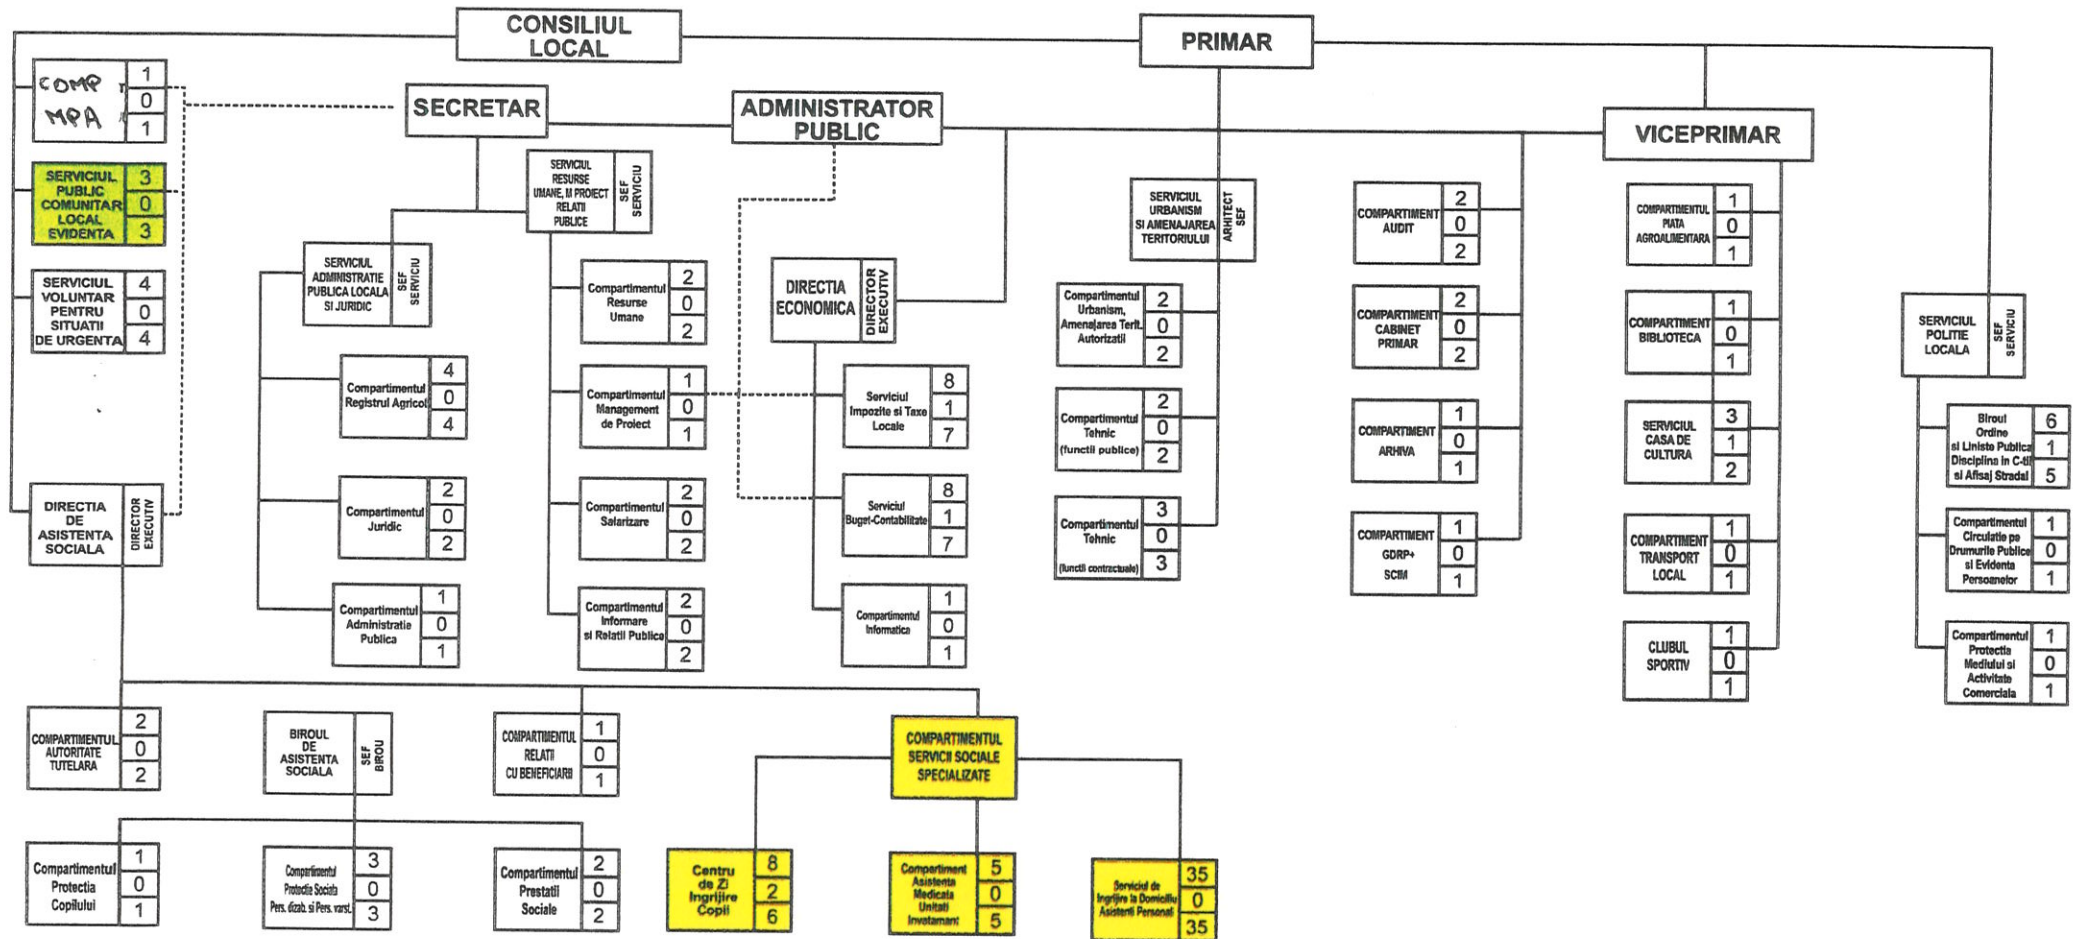 CONSILIUL
LOCAL
PRIMAR
COMP
MPA
1
0
1
SECRETAR
ADMINISTRATOR
PUBLIC
VICEPRIMAR
SERVICIUL
PUBLIC
COMUNITAR
LOCAL
EVIDENTA
3
0
3
SERVICIUL
VOLUNTAR
PENTRU
SITUATII
DE URGENTA
4
0
4
DIRECTIA
DE
ASISTENTA
SOCIALA
DIRECTOR
EXECUTIV
SERVICIUL
RESURSE
UMANE, M PROIECT
RELATII
PUBLICE
SEF
SERVICIU
SERVICIUL
ADMINISTRATIE
PUBLICA LOCALA
SI JURIDIC
SEF
SERVICIU
Compartimentul
Registrul Agricol
4
0
4
Compartimentul
Juridic
2
0
2
Compartimentul
Administratie
Publica
1
0
1
Compartimentul
Resurse
Umane
2
0
2
Compartimentul
Management
de Proiect
1
0
1
Compartimentul
Salarizare
2
0
2
Compartimentul
Informare
si Relatii Publice
2
0
2
DIRECTIA
ECONOMICA
DIRECTOR
EXECUTIV
Serviciul
Impozite si Taxe
Locale
8
1
7
Serviciul
Buget-Contabilitate
8
1
7
Compartimentul
Informatica
1
0
1
SERVICIUL
URBANISM
SI AMENAJAREA
TERITORIULUI
ARHITECT
SEF
Compartimentul
Urbanism,
Amenajarea Terit.
Autorizatii
2
0
2
Compartimentul
Tehnic
(functii publice)
2
0
2
Compartimentul
Tehnic
(functii contractuale)
3
0
3
COMPARTIMENT
AUDIT
2
0
2
COMPARTIMENT
CABINET
PRIMAR
2
0
2
COMPARTIMENT
ARHIVA
1
0
1
COMPARTIMENT
GDRP+
SCIM
1
0
1
COMPARTIMENTUL
PIATA
AGROALIMENTARA
1
0
1
COMPARTIMENT
BIBLIOTECA
1
0
1
SERVICIUL
CASA DE
CULTURA
3
1
2
COMPARTIMENT
TRANSPORT
LOCAL
1
0
1
CLUBUL
SPORTIV
1
0
1
SERVICIUL
POLITIE
LOCALA
SEF
SERVICIU
Biroul
Ordine
si Liniste Publica
Disciplina in C-tii
si Afisaj Stradal
6
1
5
Compartimentul
Circulatie pe
Drumurile Publice
si Evidenta
Persoanelor
1
0
1
Compartimentul
Protectia
Mediului si
Activitate
Comerciala
1
0
1
COMPARTIMENTUL
AUTORITATE
TUTELARA
2
0
2
BIROUL
DE
ASISTENTA
SOCIALA
SEF
BIROU
COMPARTIMENTUL
RELATII
CU BENEFICIARII
1
0
1
COMPARTIMENTUL
SERVICII SOCIALE
SPECIALIZATE
Compartimentul
Protectia
Copilului
1
0
1
Compartimentul
Protectie Sociala
Pers. dizab. si Pers. varst.
3
0
3
Compartimentul
Prestatii
Sociale
2
0
2
Centru
de Zi
Ingrijire
Copil
8
2
6
Compartiment
Asistenta
Medicala
Unitati
Invatamant
5
0
5
Serviciul de
Ingrijire la Domiciliu
Asistenti Personali
35
0
35